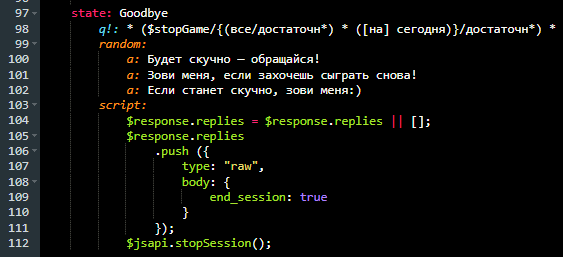 97 state: Goodbye
98 q!: * ($stopGame/{(все/достаточн*) * ([на] сегодня)}/достаточн*) *
99 random:
100 a: Будет скучно — обращайся!
101 a: Зови меня, если захочешь сыграть снова!
102 a: Если станет скучно, зови меня:)
103 script:
104 $response.replies = $response.replies || [];
105 $response.replies
106 .push ({
107 type: "raw",
108 body: {
109 end_session: true
110 }
111 });
112 $jsapi.stopSession();